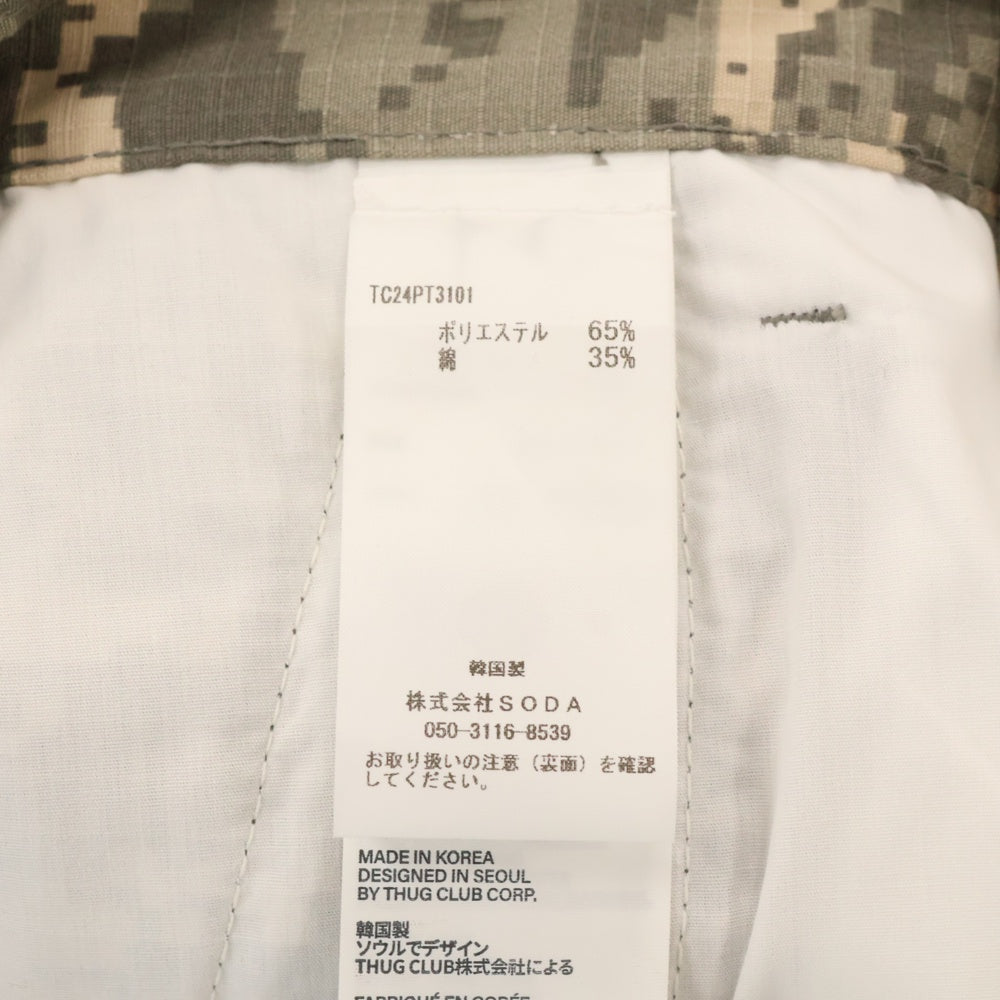 TC24PT3101
ポリエステル 65%
綿 35%
韓国製
株式会社SODA
050-3116-8539
お取り扱いの注意(裏面)を確認
してください。
MADE IN KOREA
DESIGNED IN SEOUL
BY THUG CLUB CORP.
韓国製
ソウルでデザイン
THUG CLUB株式会社による
FABRIQUÉ EN CORÉE